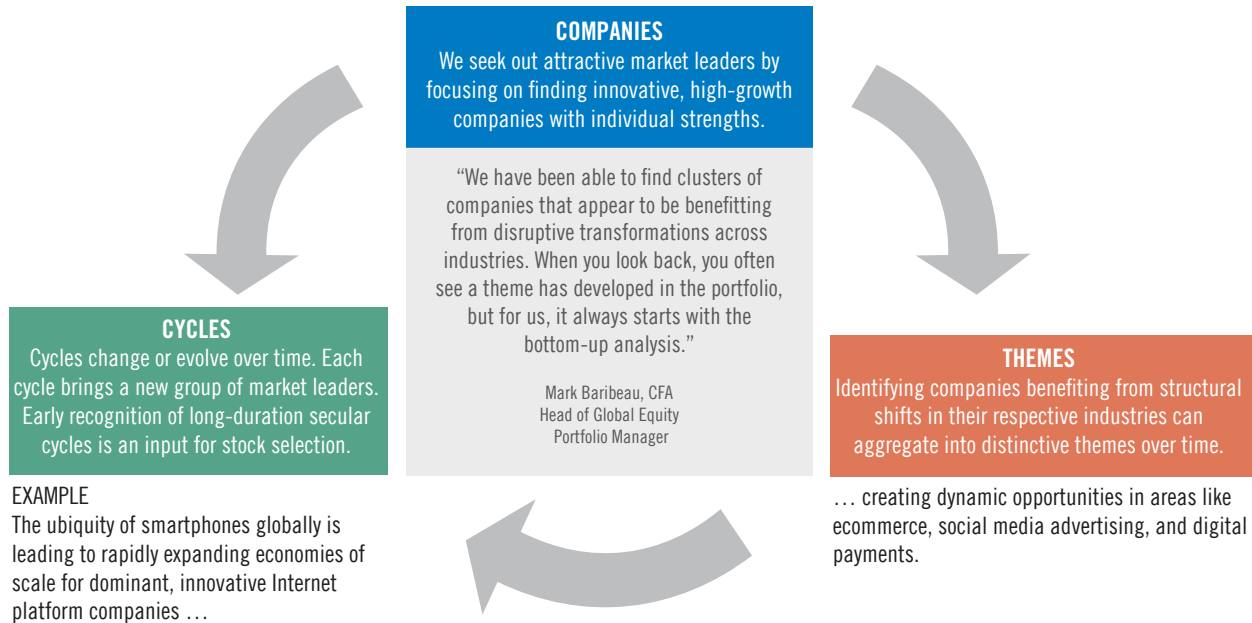 COMPANIES
We seek out attractive market leaders by
focusing on finding innovative, high-growth
companies with individual strengths.
“We have been able to find clusters of
companies that appear to be benefitting
from disruptive transformations across
industries. When you look back, you often
see a theme has developed in the portfolio,
but for us, it always starts with the
bottom-up analysis.”
Mark Baribeau, CFA
Head of Global Equity
Portfolio Manager
CYCLES
Cycles change or evolve over time. Each
cycle brings a new group of market leaders.
Early recognition of long-duration secular
cycles is an input for stock selection.
EXAMPLE
The ubiquity of smartphones globally is
leading to rapidly expanding economies of
scale for dominant, innovative Internet
platform companies …
THEMES
Identifying companies benefiting from structural
shifts in their respective industries can
aggregate into distinctive themes over time.
… creating dynamic opportunities in areas like
ecommerce, social media advertising, and digital
payments.